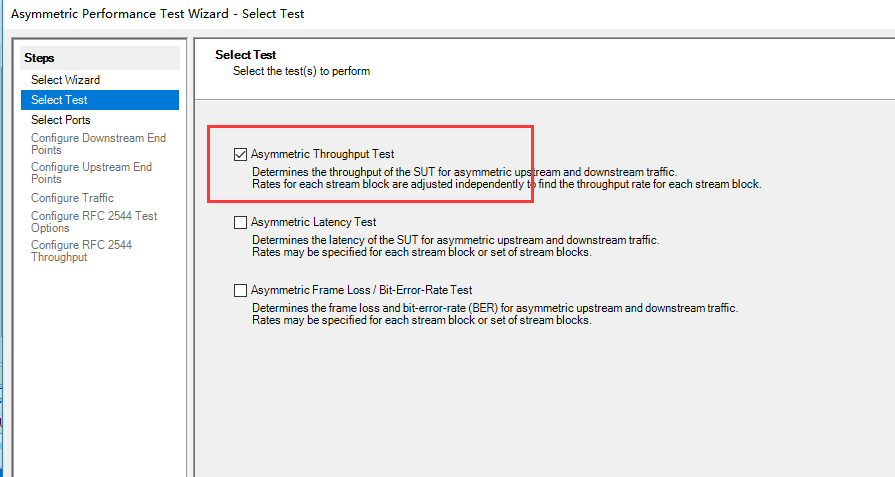 Asymmetric Performance Test Wizard - Select Test
Steps
Select Wizard
Select Test
Select Ports
Configure Downstream End
Points
Configure Upstream End
Points
Configure Traffic
Configure RFC 2544 Test
Options
Configure RFC 2544
Throughput
Select Test
Select the test(s) to perform
Asymmetric Throughput Test
Determines the throughput of the SUT for asymmetric upstream and downstream traffic.
Rates for each stream block are adjusted independently to find the throughput rate for each stream block.
Asymmetric Latency Test
Determines the latency of the SUT for asymmetric upstream and downstream traffic.
Rates may be specified for each stream block or set of stream blocks.
Asymmetric Frame Loss / Bit-Error-Rate Test
Determines the frame loss and bit-error-rate (BER) for asymmetric upstream and downstream traffic.
Rates may be specified for each stream block or set of stream blocks.